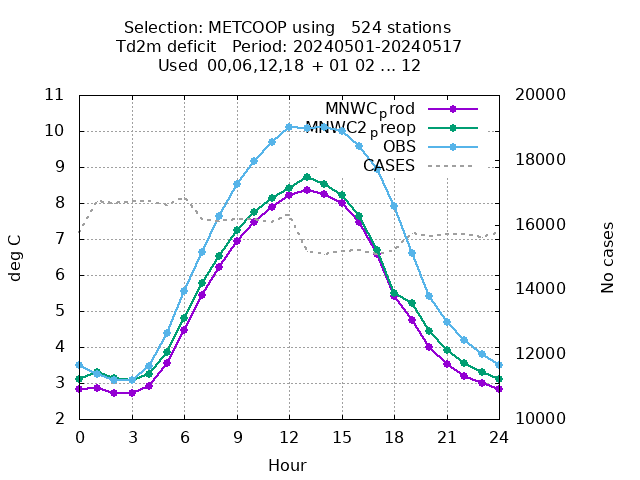 Selection: METCOOP using 524 stations
Td2m deficit Period: 20240501-20240517
Used 00,06,12,18 + 01 02 ... 12
MNWC_prod
MNWC2_preop
OBS
CASES
11
10
9
8
7
6
5
4
3
2
deg C
20000
18000
16000
14000
12000
10000
No cases
0 3 6 9 12 15 18 21 24
Hour